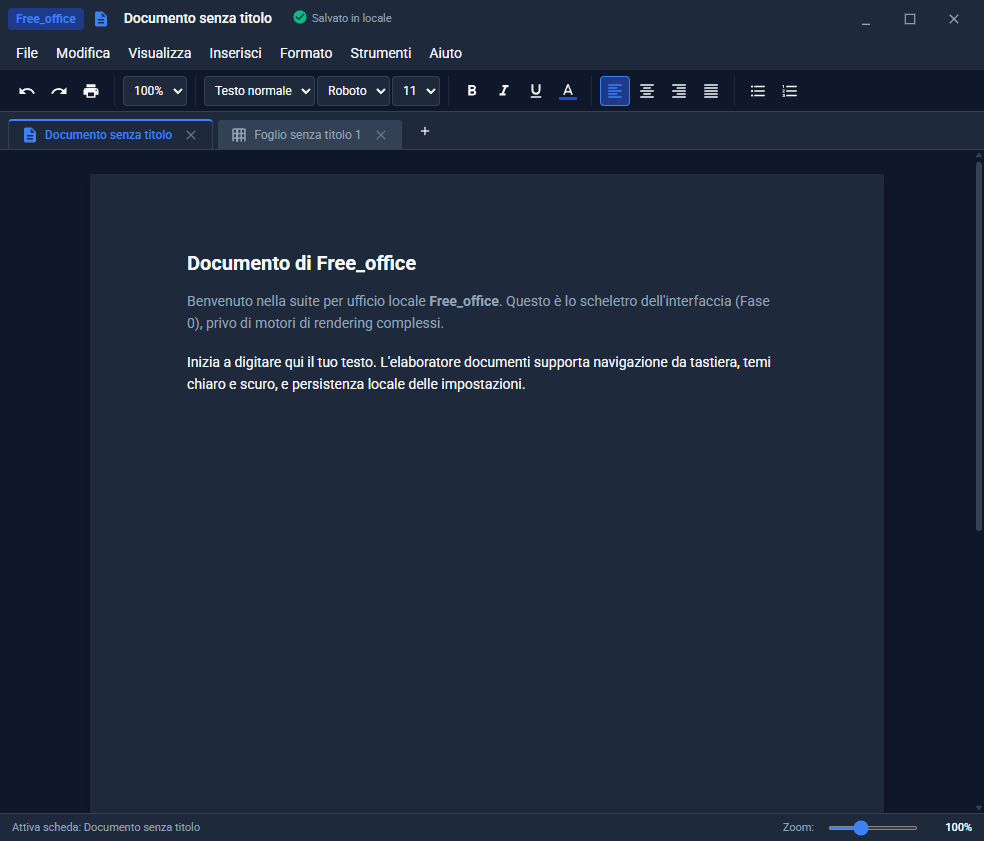 Free_office Documento senza titolo Salvato in locale
File Modifica Visualizza Inserisci Formato Strumenti Aiuto
100% Testo normale Roboto 11 B I U A
Documento senza titolo Foglio senza titolo 1 +
Documento di Free_office
Benvenuto nella suite per ufficio locale Free_office. Questo è lo scheletro dell'interfaccia (Fase
0), privo di motori di rendering complessi.
Inizia a digitare qui il tuo testo. L'elaboratore documenti supporta navigazione da tastiera, temi
chiaro e scuro, e persistenza locale delle impostazioni.
Attiva scheda: Documento senza titolo Zoom: 100%